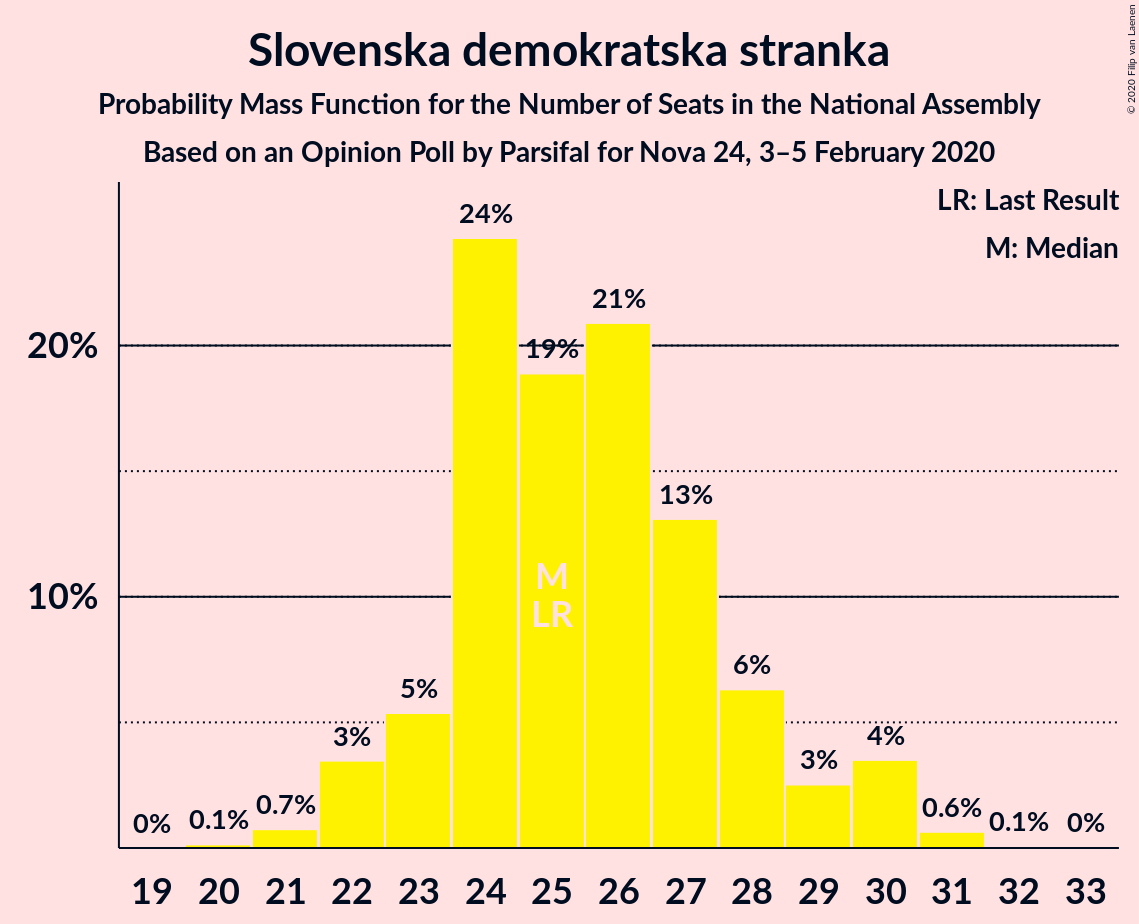 Slovenska demokratska stranka
Probability Mass Function for the Number of Seats in the National Assembly
Based on an Opinion Poll by Parsifal for Nova 24, 3–5 February 2020
© 2020 Filip van Laenen
LR: Last Result
M: Median
20%
10%
0%
0.1%
0.7%
3%
5%
24%
19%
21%
13%
6%
3%
4%
0.6%
0.1%
0%
M
LR
19 20 21 22 23 24 25 26 27 28 29 30 31 32 33